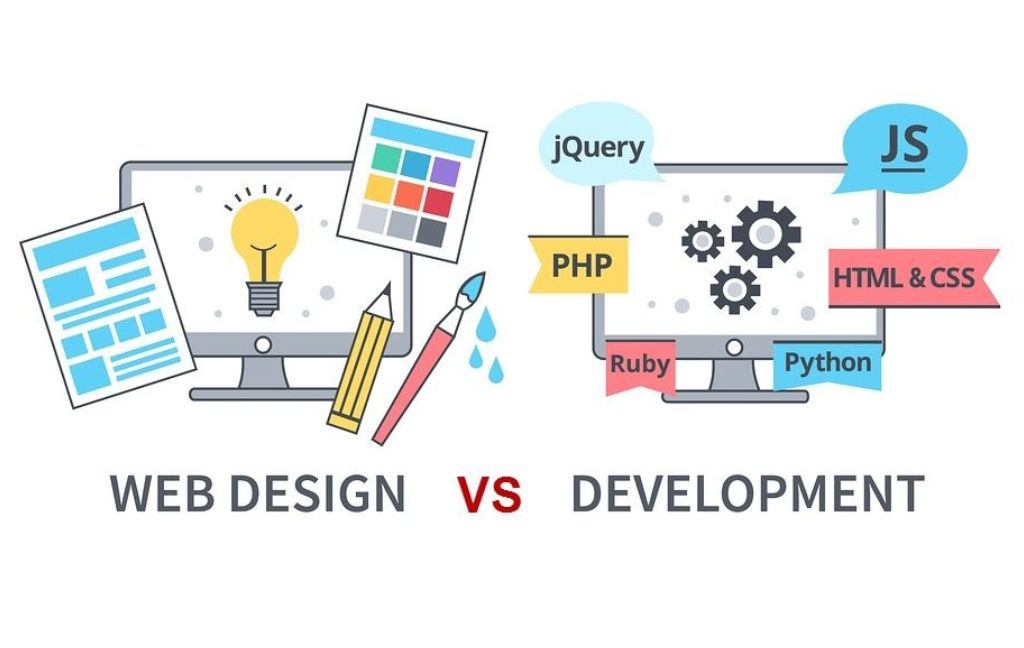 jQuery
JS
PHP
HTML & CSS
Ruby
Python
WEB DESIGN VS DEVELOPMENT